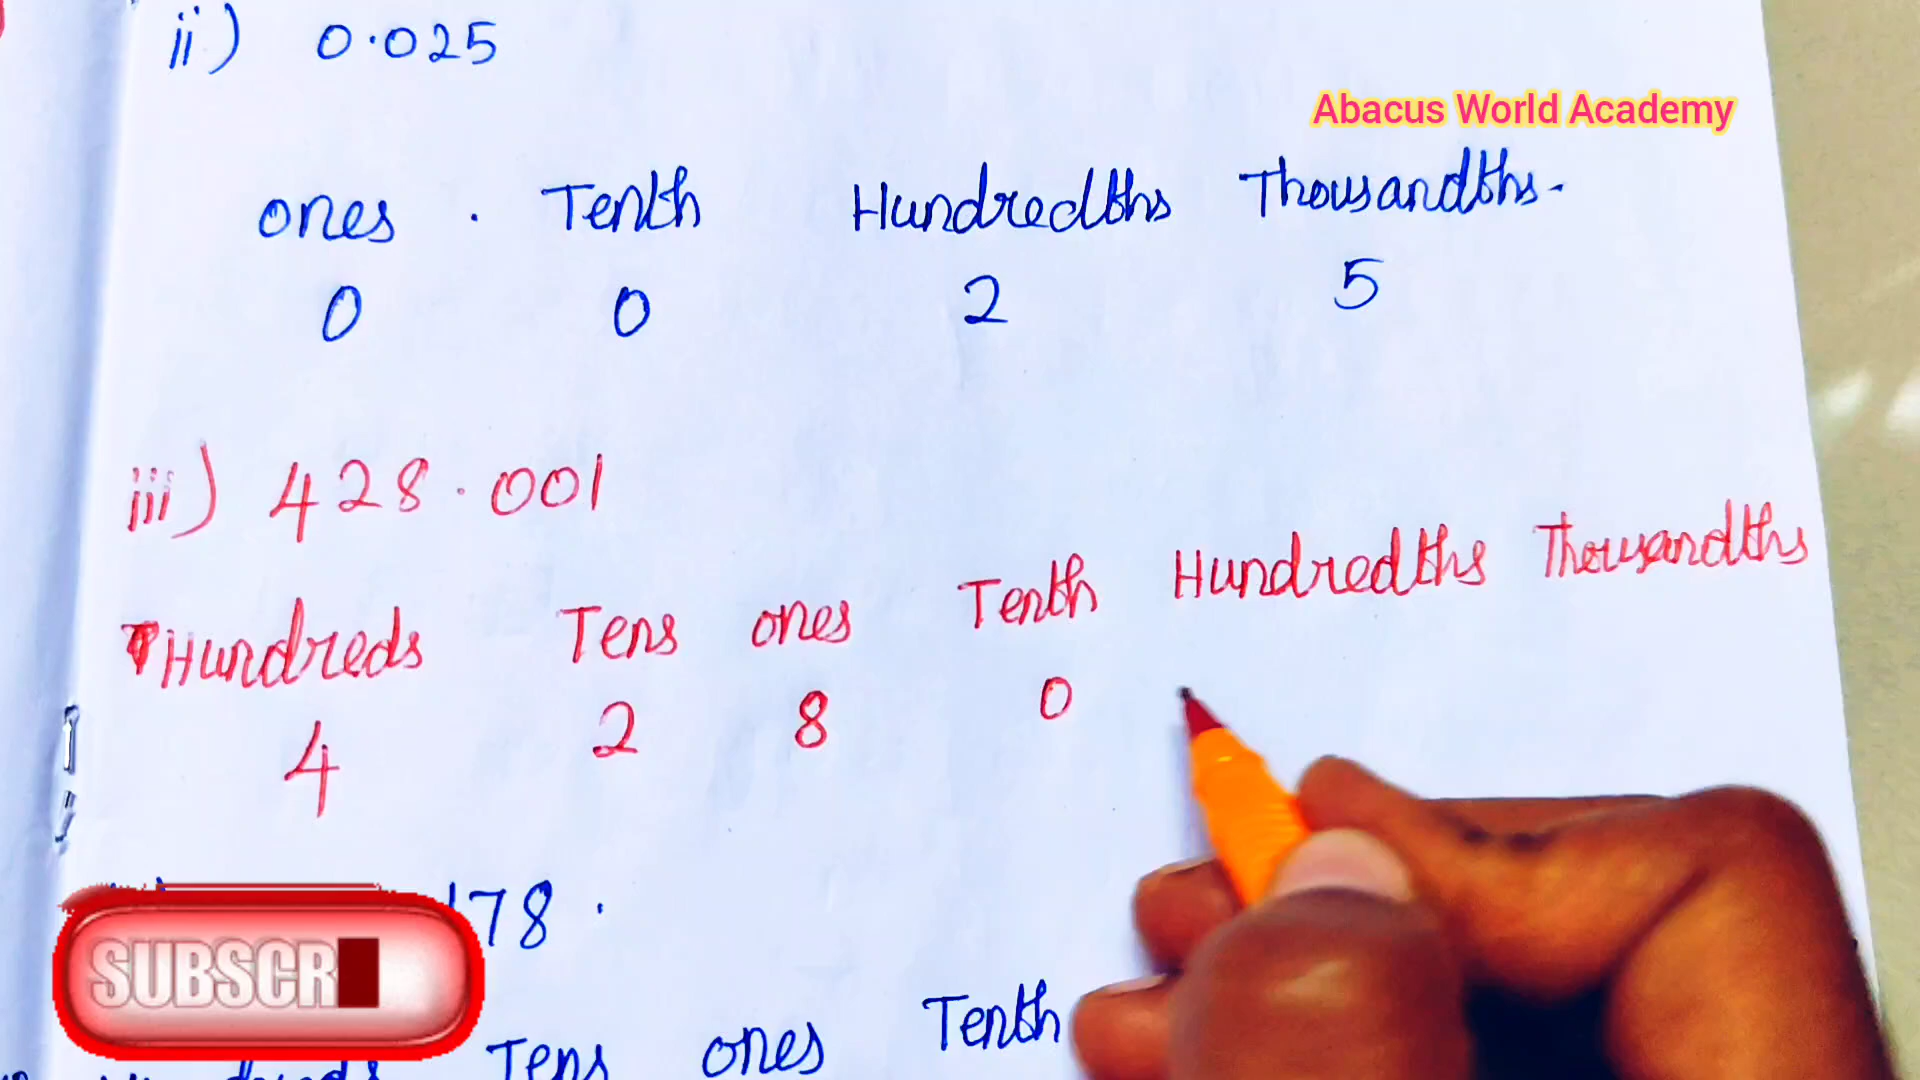 ii) 0.025
Abacus World Academy
ones . Tenth Hundredths Thousandths.
0 0 2 5
iii) 428.001
Hundreds Tens ones Tenth Hundredths Thousandths
4 2 8 0
178.
SUBSCR
Tens ones Tenth